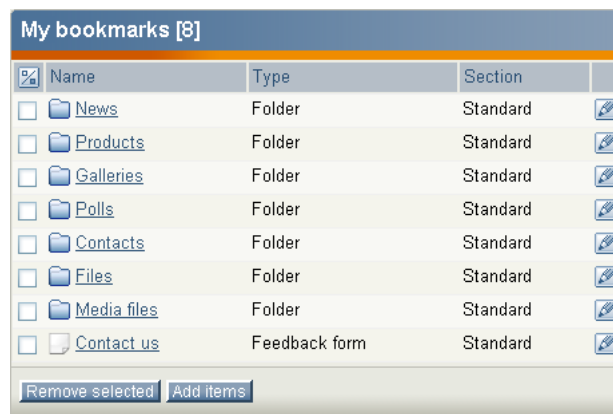 My bookmarks [8]
Name Type Section
News Folder Standard
Products Folder Standard
Galleries Folder Standard
Polls Folder Standard
Contacts Folder Standard
Files Folder Standard
Media files Folder Standard
Contact us Feedback form Standard
Remove selected Add items